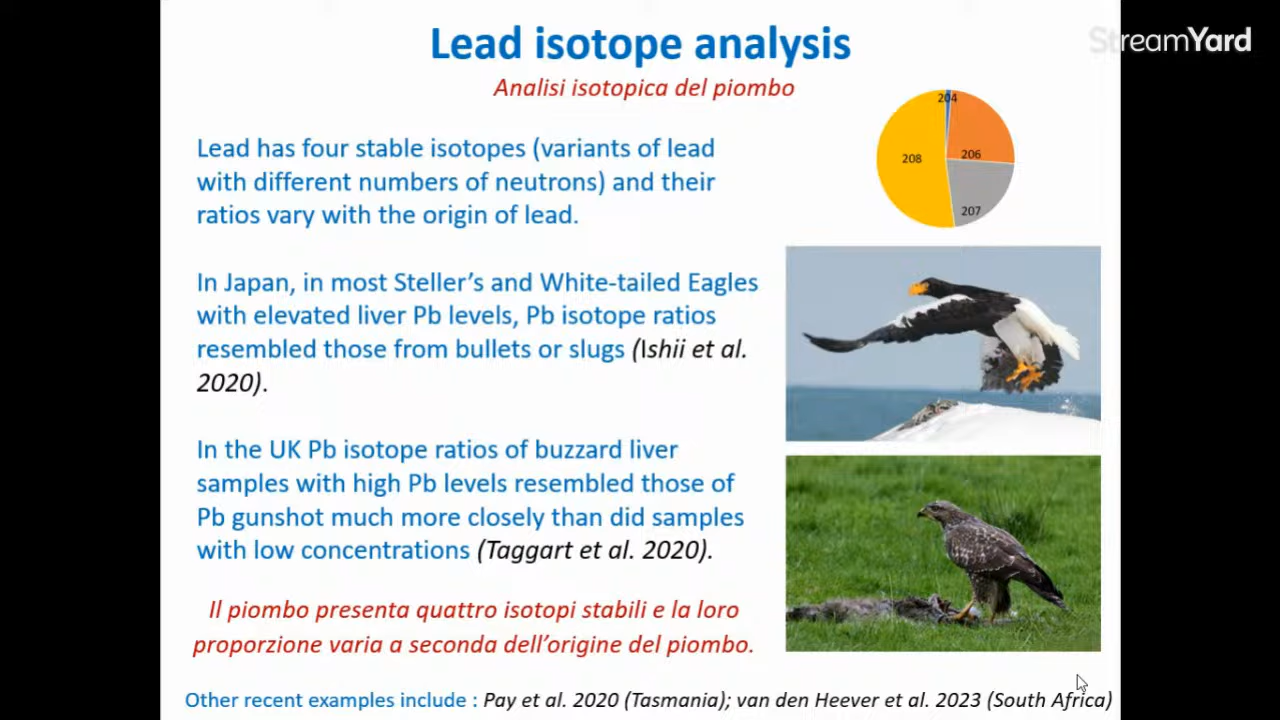 Lead isotope analysis
StreamYard
Analisi isotopica del piombo
204
208
206
207
Lead has four stable isotopes (variants of lead
with different numbers of neutrons) and their
ratios vary with the origin of lead.
In Japan, in most Steller's and White-tailed Eagles
with elevated liver Pb levels, Pb isotope ratios
resembled those from bullets or slugs (Ishii et al.
2020).
In the UK Pb isotope ratios of buzzard liver
samples with high Pb levels resembled those of
Pb gunshot much more closely than did samples
with low concentrations (Taggart et al. 2020).
Il piombo presenta quattro isotopi stabili e la loro
proporzione varia a seconda dell'origine del piombo.
Other recent examples include : Pay et al. 2020 (Tasmania); van den Heever et al. 2023 (South Africa)